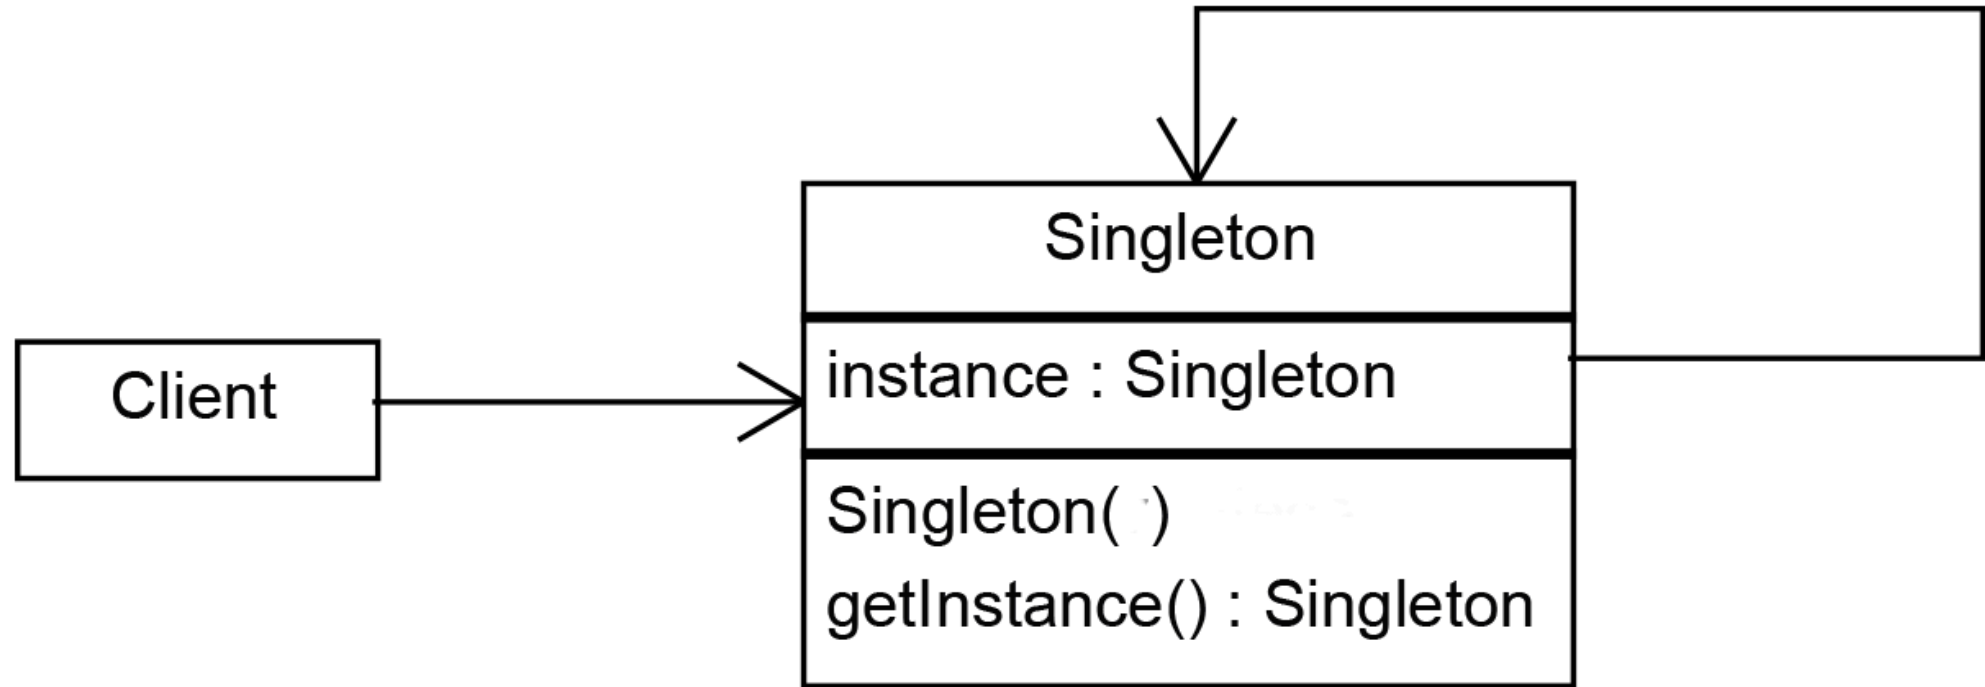 Singleton
Client
instance : Singleton
Singleton( )
getInstance() : Singleton